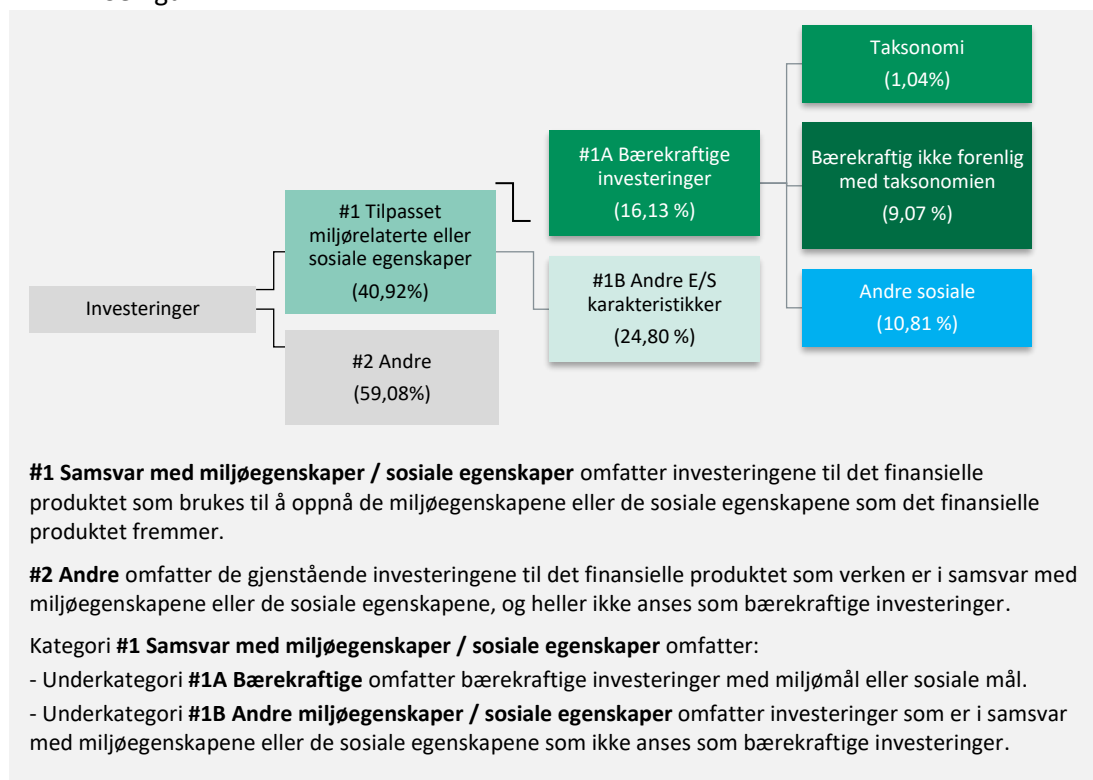 Taksonomi
(1,04%)
#1A Bærekraftige
investeringer
(16,13 %)
Bærekraftig ikke forenlig
med taksonomien
(9,07 %)
#1 Tilpasset
miljørelaterte eller
sosiale egenskaper
(40,92%)
#1B Andre E/S
karakteristikker
(24,80 %)
Andre sosiale
(10,81 %)
Investeringer
#2 Andre
(59,08%)
#1 Samsvar med miljøegenskaper / sosiale egenskaper omfatter investeringene til det finansielle
produktet som brukes til å oppnå de miljøegenskapene eller de sosiale egenskapene som det finansielle
produktet fremmer.
#2 Andre omfatter de gjenstående investeringene til det finansielle produktet som verken er i samsvar med
miljøegenskapene eller de sosiale egenskapene, og heller ikke anses som bærekraftige investeringer.
Kategori #1 Samsvar med miljøegenskaper / sosiale egenskaper omfatter:
- Underkategori #1A Bærekraftige omfatter bærekraftige investeringer med miljømål eller sosiale mål.
- Underkategori #1B Andre miljøegenskaper / sosiale egenskaper omfatter investeringer som er i samsvar
med miljøegenskapene eller de sosiale egenskapene som ikke anses som bærekraftige investeringer.